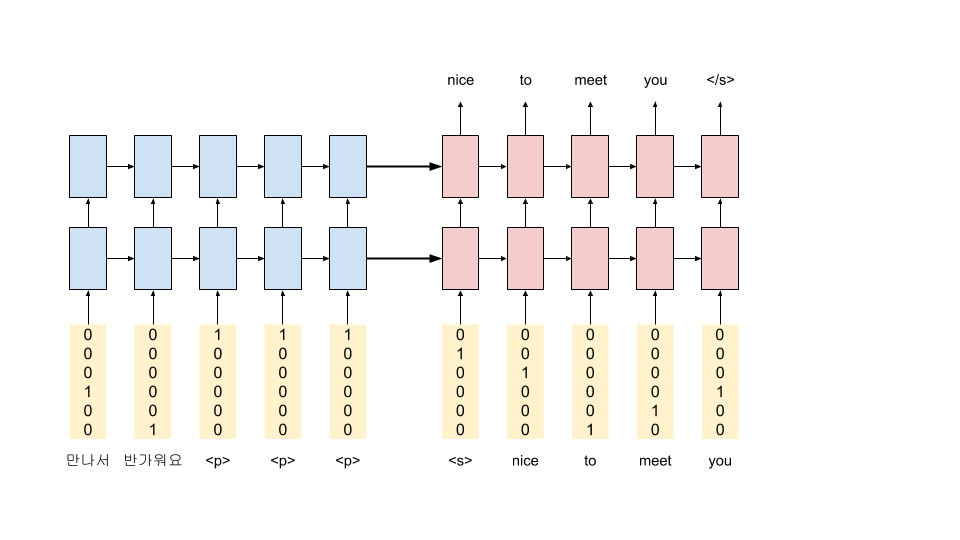 nice to meet you </s>
0 0 1 1 1 0 0 0 0 0
0 0 0 0 0 1 0 0 0 0
0 0 0 0 0 0 1 0 0 0
1 0 0 0 0 0 0 0 0 1
0 0 0 0 0 0 0 0 1 0
0 1 0 0 0 0 0 1 0 0
만나서 반가워요 <p> <p> <p> <s> nice to meet you